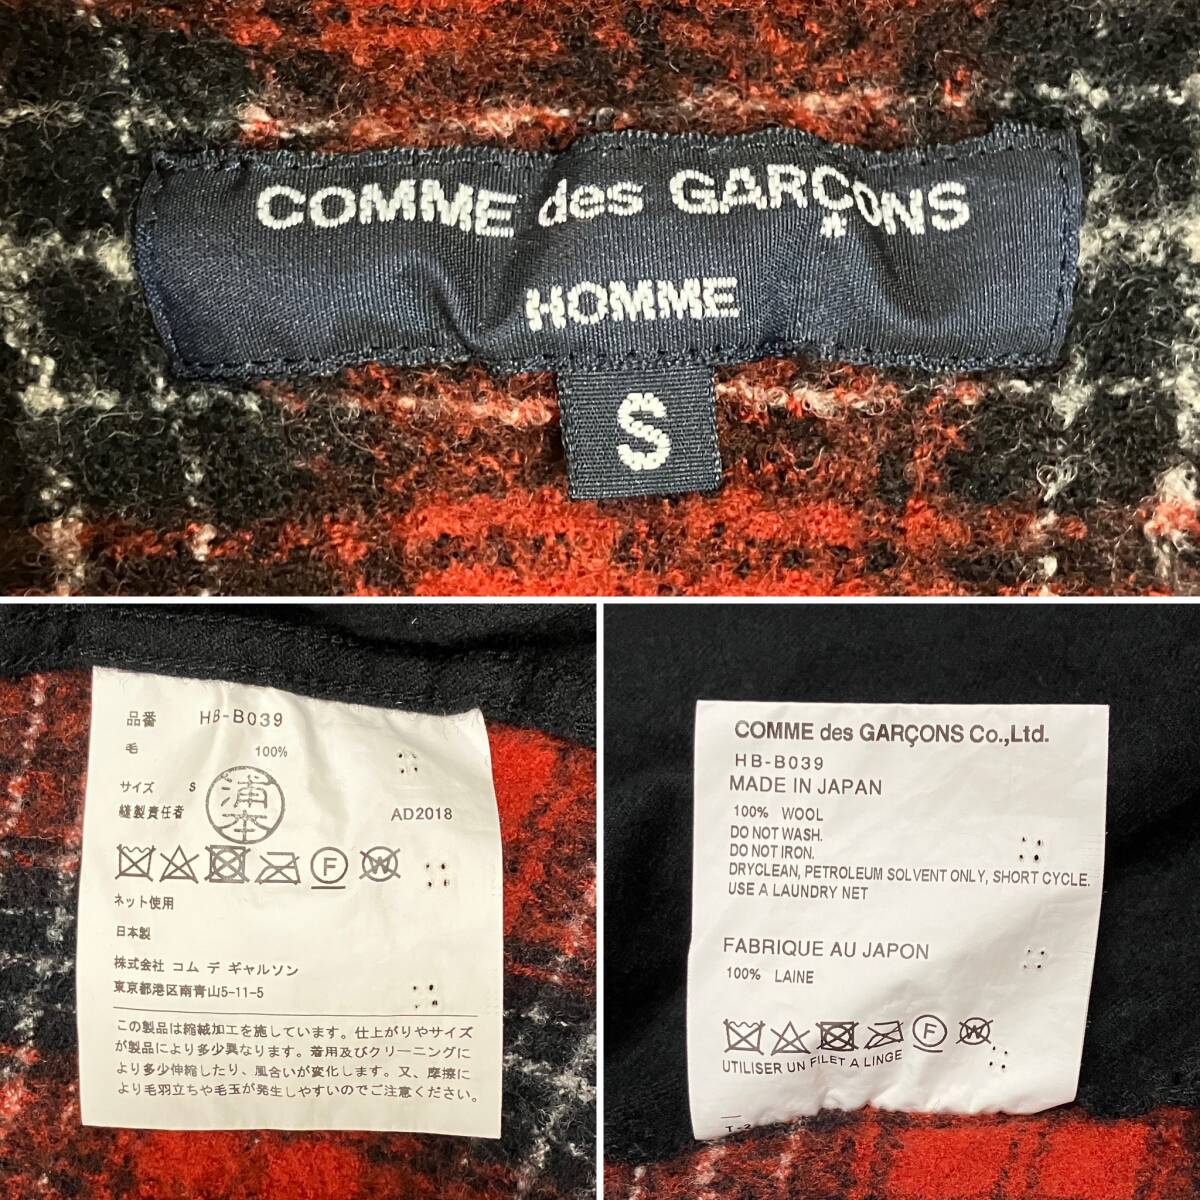 COMME des GARÇONS
HOMME
S
品番 HB-B039
毛 100%
サイズ S
縫製責任者 浦本 AD2018
F W
ネット使用
日本製
株式会社 コム デ ギャルソン
東京都港区南青山5-11-5
この製品は縮絨加工を施しています。仕上がりやサイズ
が製品により多少異なります。着用及びクリーニングに
より多少伸縮したり、風合いが変化します。又、摩擦に
より毛羽立ちや毛玉が発生しやすいのでご注意ください。
COMME des GARÇONS Co.,Ltd.
HB-B039
MADE IN JAPAN
100% WOOL
DO NOT WASH.
DO NOT IRON.
DRYCLEAN, PETROLEUM SOLVENT ONLY, SHORT CYCLE.
USE A LAUNDRY NET
FABRIQUE AU JAPON
100% LAINE
F W
UTILISER UN FILET A LINGE